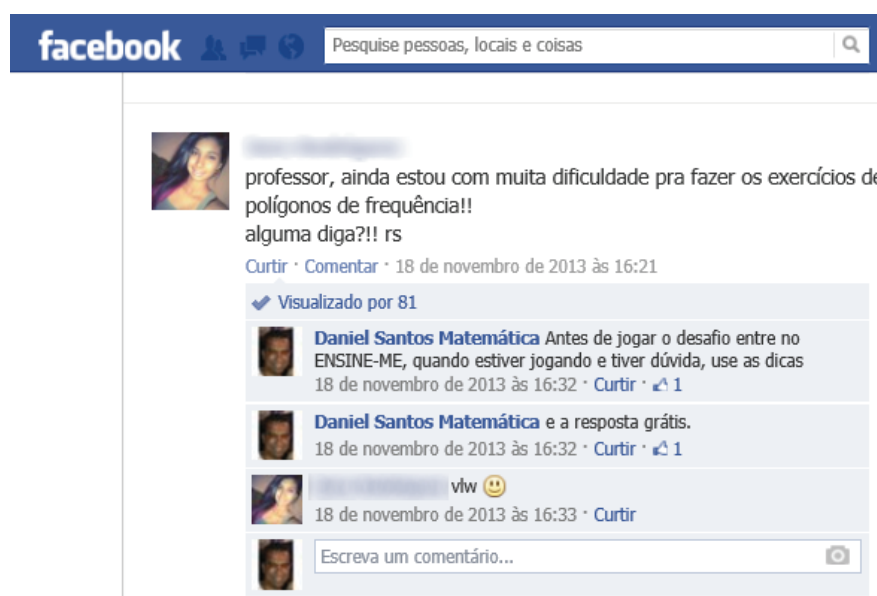 facebook Pesquise pessoas, locais e coisas
professor, ainda estou com muita dificuldade pra fazer os exercícios de
polígonos de frequência!!
alguma diga?!! rs
Curtir · Comentar · 18 de novembro de 2013 às 16:21
Visualizado por 81
Daniel Santos Matemática Antes de jogar o desafio entre no
ENSINE-ME, quando estiver jogando e tiver dúvida, use as dicas
18 de novembro de 2013 às 16:32 · Curtir · 1
Daniel Santos Matemática e a resposta grátis.
18 de novembro de 2013 às 16:32 · Curtir · 1
vlw
18 de novembro de 2013 às 16:33 · Curtir
Escreva um comentário...